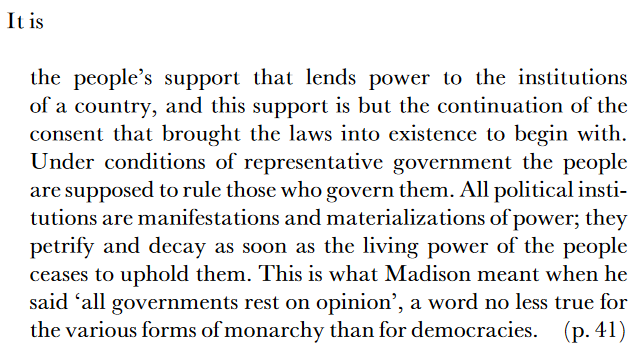 It is
the people’s support that lends power to the institutions
of a country, and this support is but the continuation of the
consent that brought the laws into existence to begin with.
Under conditions of representative government the people
are supposed to rule those who govern them. All political insti-
tutions are manifestations and materializations of power; they
petrify and decay as soon as the living power of the people
ceases to uphold them. This is what Madison meant when he
said ‘all governments rest on opinion’, a word no less true for
the various forms of monarchy than for democracies. (p. 41)